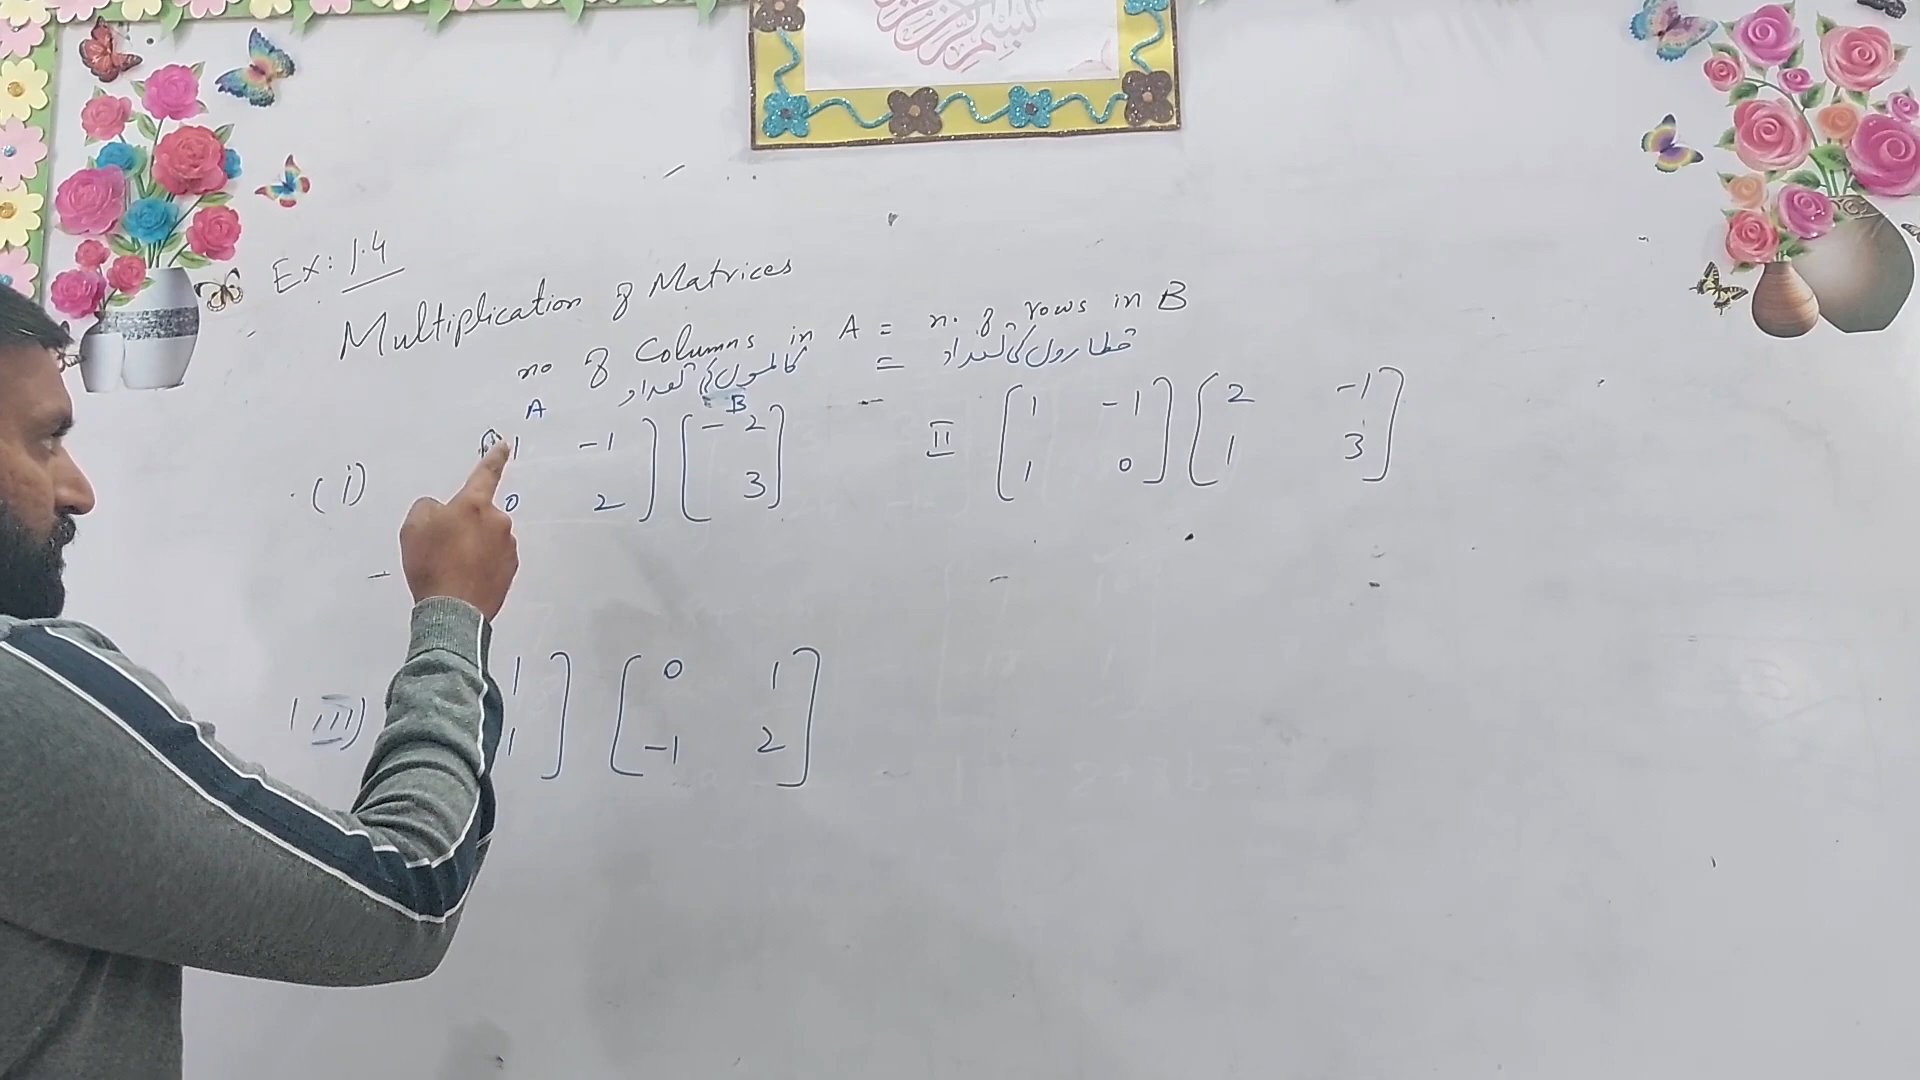 Ex: 1.4
Multiplication of Matrices
no of Columns in A = no. of rows in B
کالموں کی تعداد = قطاروں کی تعداد
A B
(i) 1 -1 ] [ -2 II [ 1 -1 ] [ 2 -1 ]
0 2 ] [ 3 ] [ 1 0 ] [ 1 3 ]
(III) 1 ] [ 0 1 ]
1 ] [ -1 2 ]